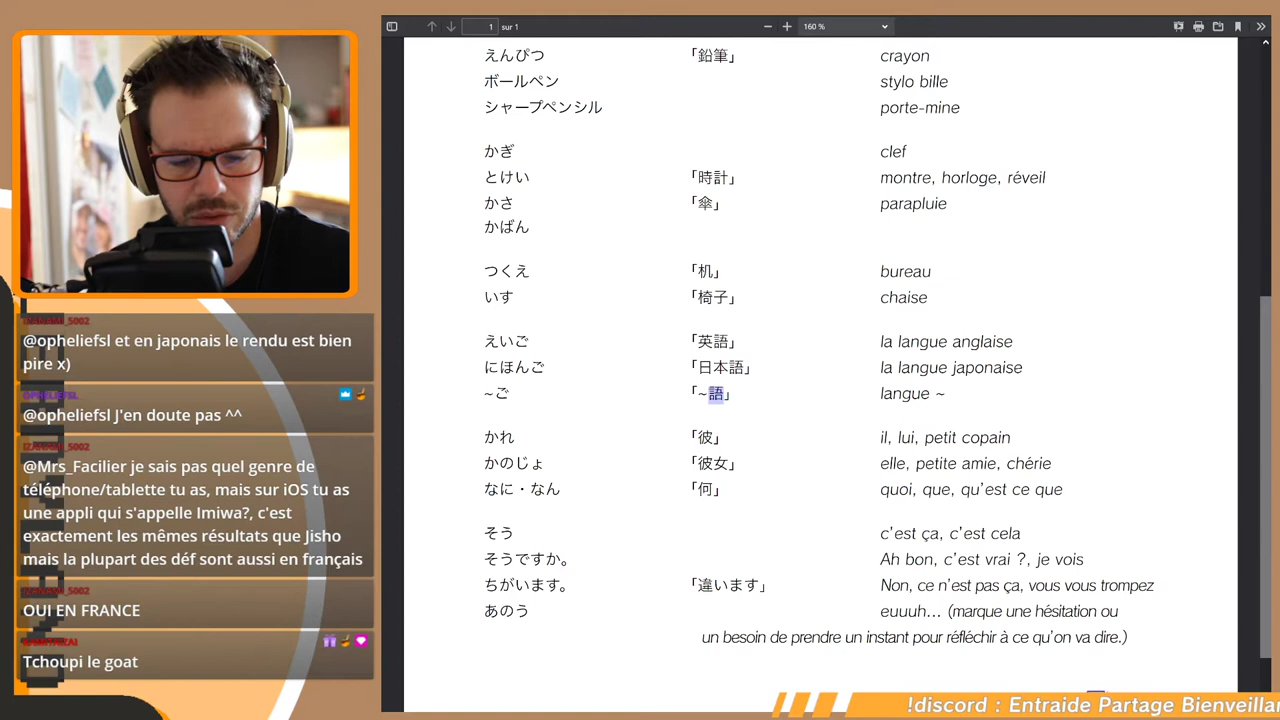 1 sur 1
160 %
えんぴつ 「鉛筆」 crayon
ボールペン stylo bille
シャープペンシル porte-mine
かぎ clef
とけい 「時計」 montre, horloge, réveil
かさ 「傘」 parapluie
かばん
つくえ 「机」 bureau
いす 「椅子」 chaise
えいご 「英語」 la langue anglaise
にほんご 「日本語」 la langue japonaise
~ご 「~語」 langue ~
かれ 「彼」 il, lui, petit copain
かのじょ 「彼女」 elle, petite amie, chérie
なに・なん 「何」 quoi, que, qu’est ce que
そう c’est ça, c’est cela
そうですか。 Ah bon, c’est vrai ?, je vois
ちがいます。 「違います」 Non, ce n’est pas ça, vous vous trompez
あのう euuuh… (marque une hésitation ou
un besoin de prendre un instant pour réfléchir à ce qu’on va dire.)
@opheliefsl et en japonais le rendu est bien
pire x)
OPHELIEFSL
@opheliefsl J'en doute pas ^^
@Mrs_Facilier je sais pas quel genre de
téléphone/tablette tu as, mais sur iOS tu as
une appli qui s'appelle Imiwa?, c'est
exactement les mêmes résultats que Jisho
mais la plupart des déf sont aussi en français
OUI EN FRANCE
Tchoupi le goat
!discord : Entraide Partage Bienveillan